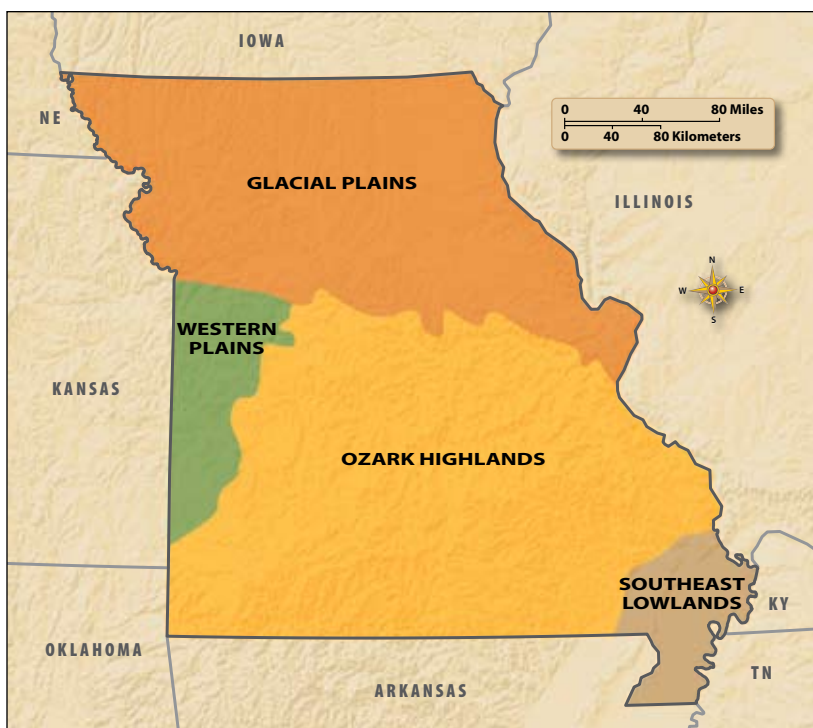 IOWA
0 40 80 Miles
0 40 80 Kilometers
NE
GLACIAL PLAINS
ILLINOIS
N
W E
S
WESTERN
PLAINS
KANSAS
OZARK HIGHLANDS
SOUTHEAST
LOWLANDS
KY
OKLAHOMA
TN
ARKANSAS